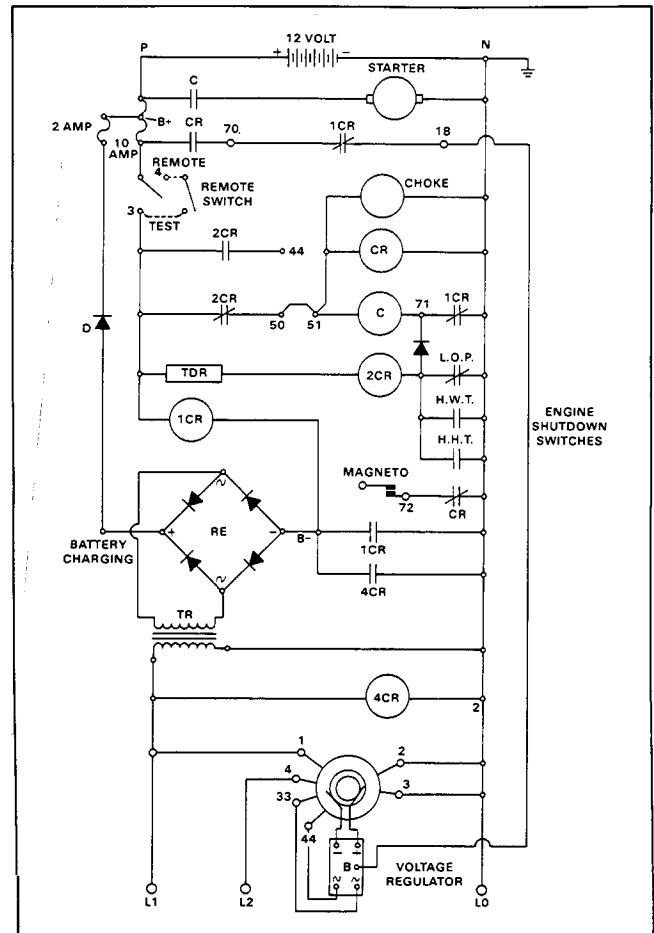 12 VOLT
P + − N
STARTER
C
2 AMP B+ CR 70. 1CR 18
10 AMP
REMOTE
4 REMOTE SWITCH
CHOKE
3 TEST
2CR 44 CR
2CR 50 51 C 71 1CR
D
L.O.P.
TDR 2CR
H.W.T.
ENGINE SHUTDOWN SWITCHES
1CR
H.H.T.
MAGNETO
72 CR
+ RE − B−
BATTERY CHARGING
1CR
4CR
TR
4CR 2
1 2
4 3
33
44
− +
B
VOLTAGE REGULATOR
L1 L2 L0